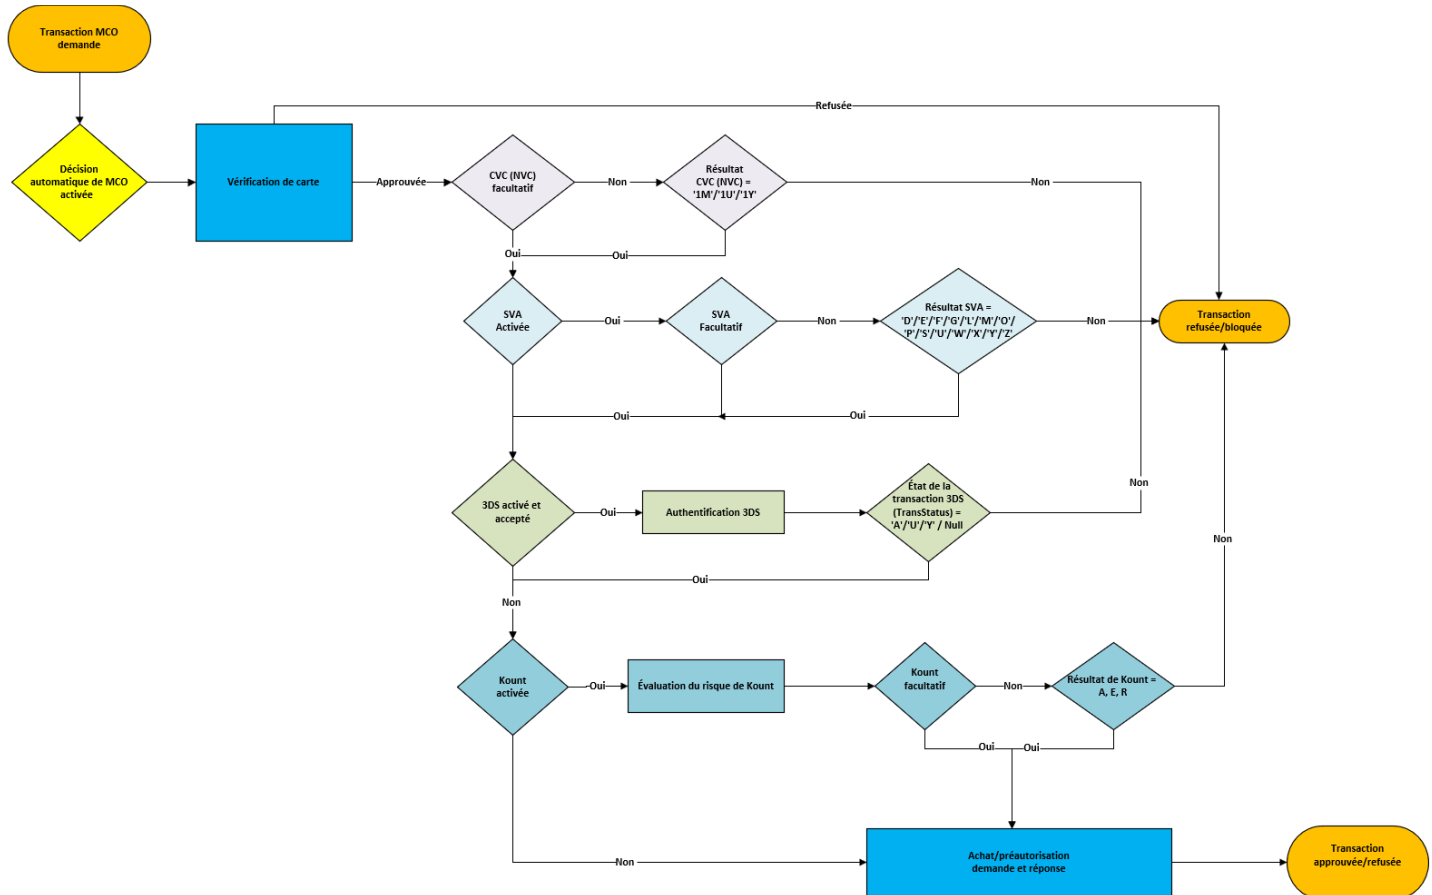 Transaction MCO
demande
Refusée
Décision
automatique de MCO
activée
Vérification de carte
Approuvée
CVC (NVC)
facultatif
Non
Résultat
CVC (NVC) =
'1M'/'1U'/'1Y'
Non
Oui
Oui
SVA
Activée
Oui
SVA
Facultatif
Non
Résultat SVA =
'D'/'E'/'F'/'G'/'L'/'M'/'O'/
'P'/'S'/'U'/'W'/'X'/'Y'/'Z'
Non
Transaction
refusée/bloquée
Oui
Oui
3DS activé et
accepté
Oui
Authentification 3DS
État de la
transaction 3DS
(TransStatus) =
'A'/'U'/'Y' / Null
Non
Non
Oui
Non
Kount
activée
Oui
Évaluation du risque de Kount
Kount
facultatif
Non
Résultat de Kount =
A, E, R
Oui
Oui
Non
Achat/préautorisation
demande et réponse
Transaction
approuvée/refusée